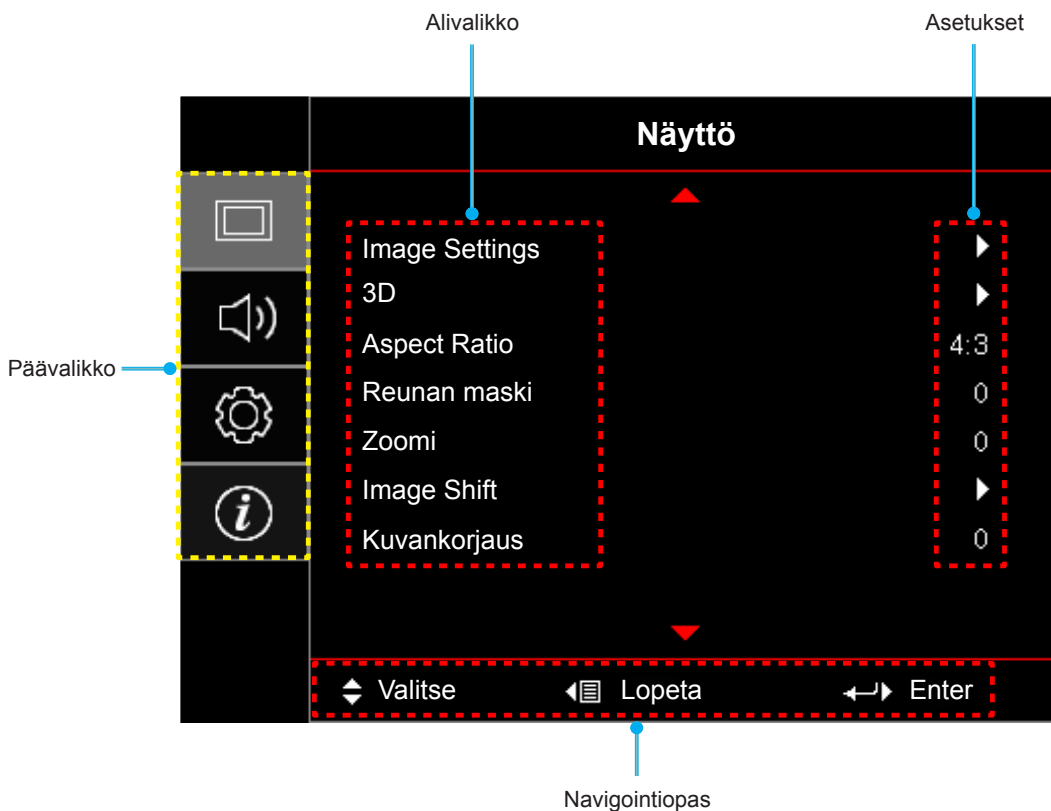 Alivalikko
Asetukset
Näyttö
Image Settings
3D
Aspect Ratio 4:3
Päävalikko
Reunan maski 0
Zoomi 0
Image Shift
Kuvankorjaus 0
Valitse Lopeta Enter
Navigointiopas